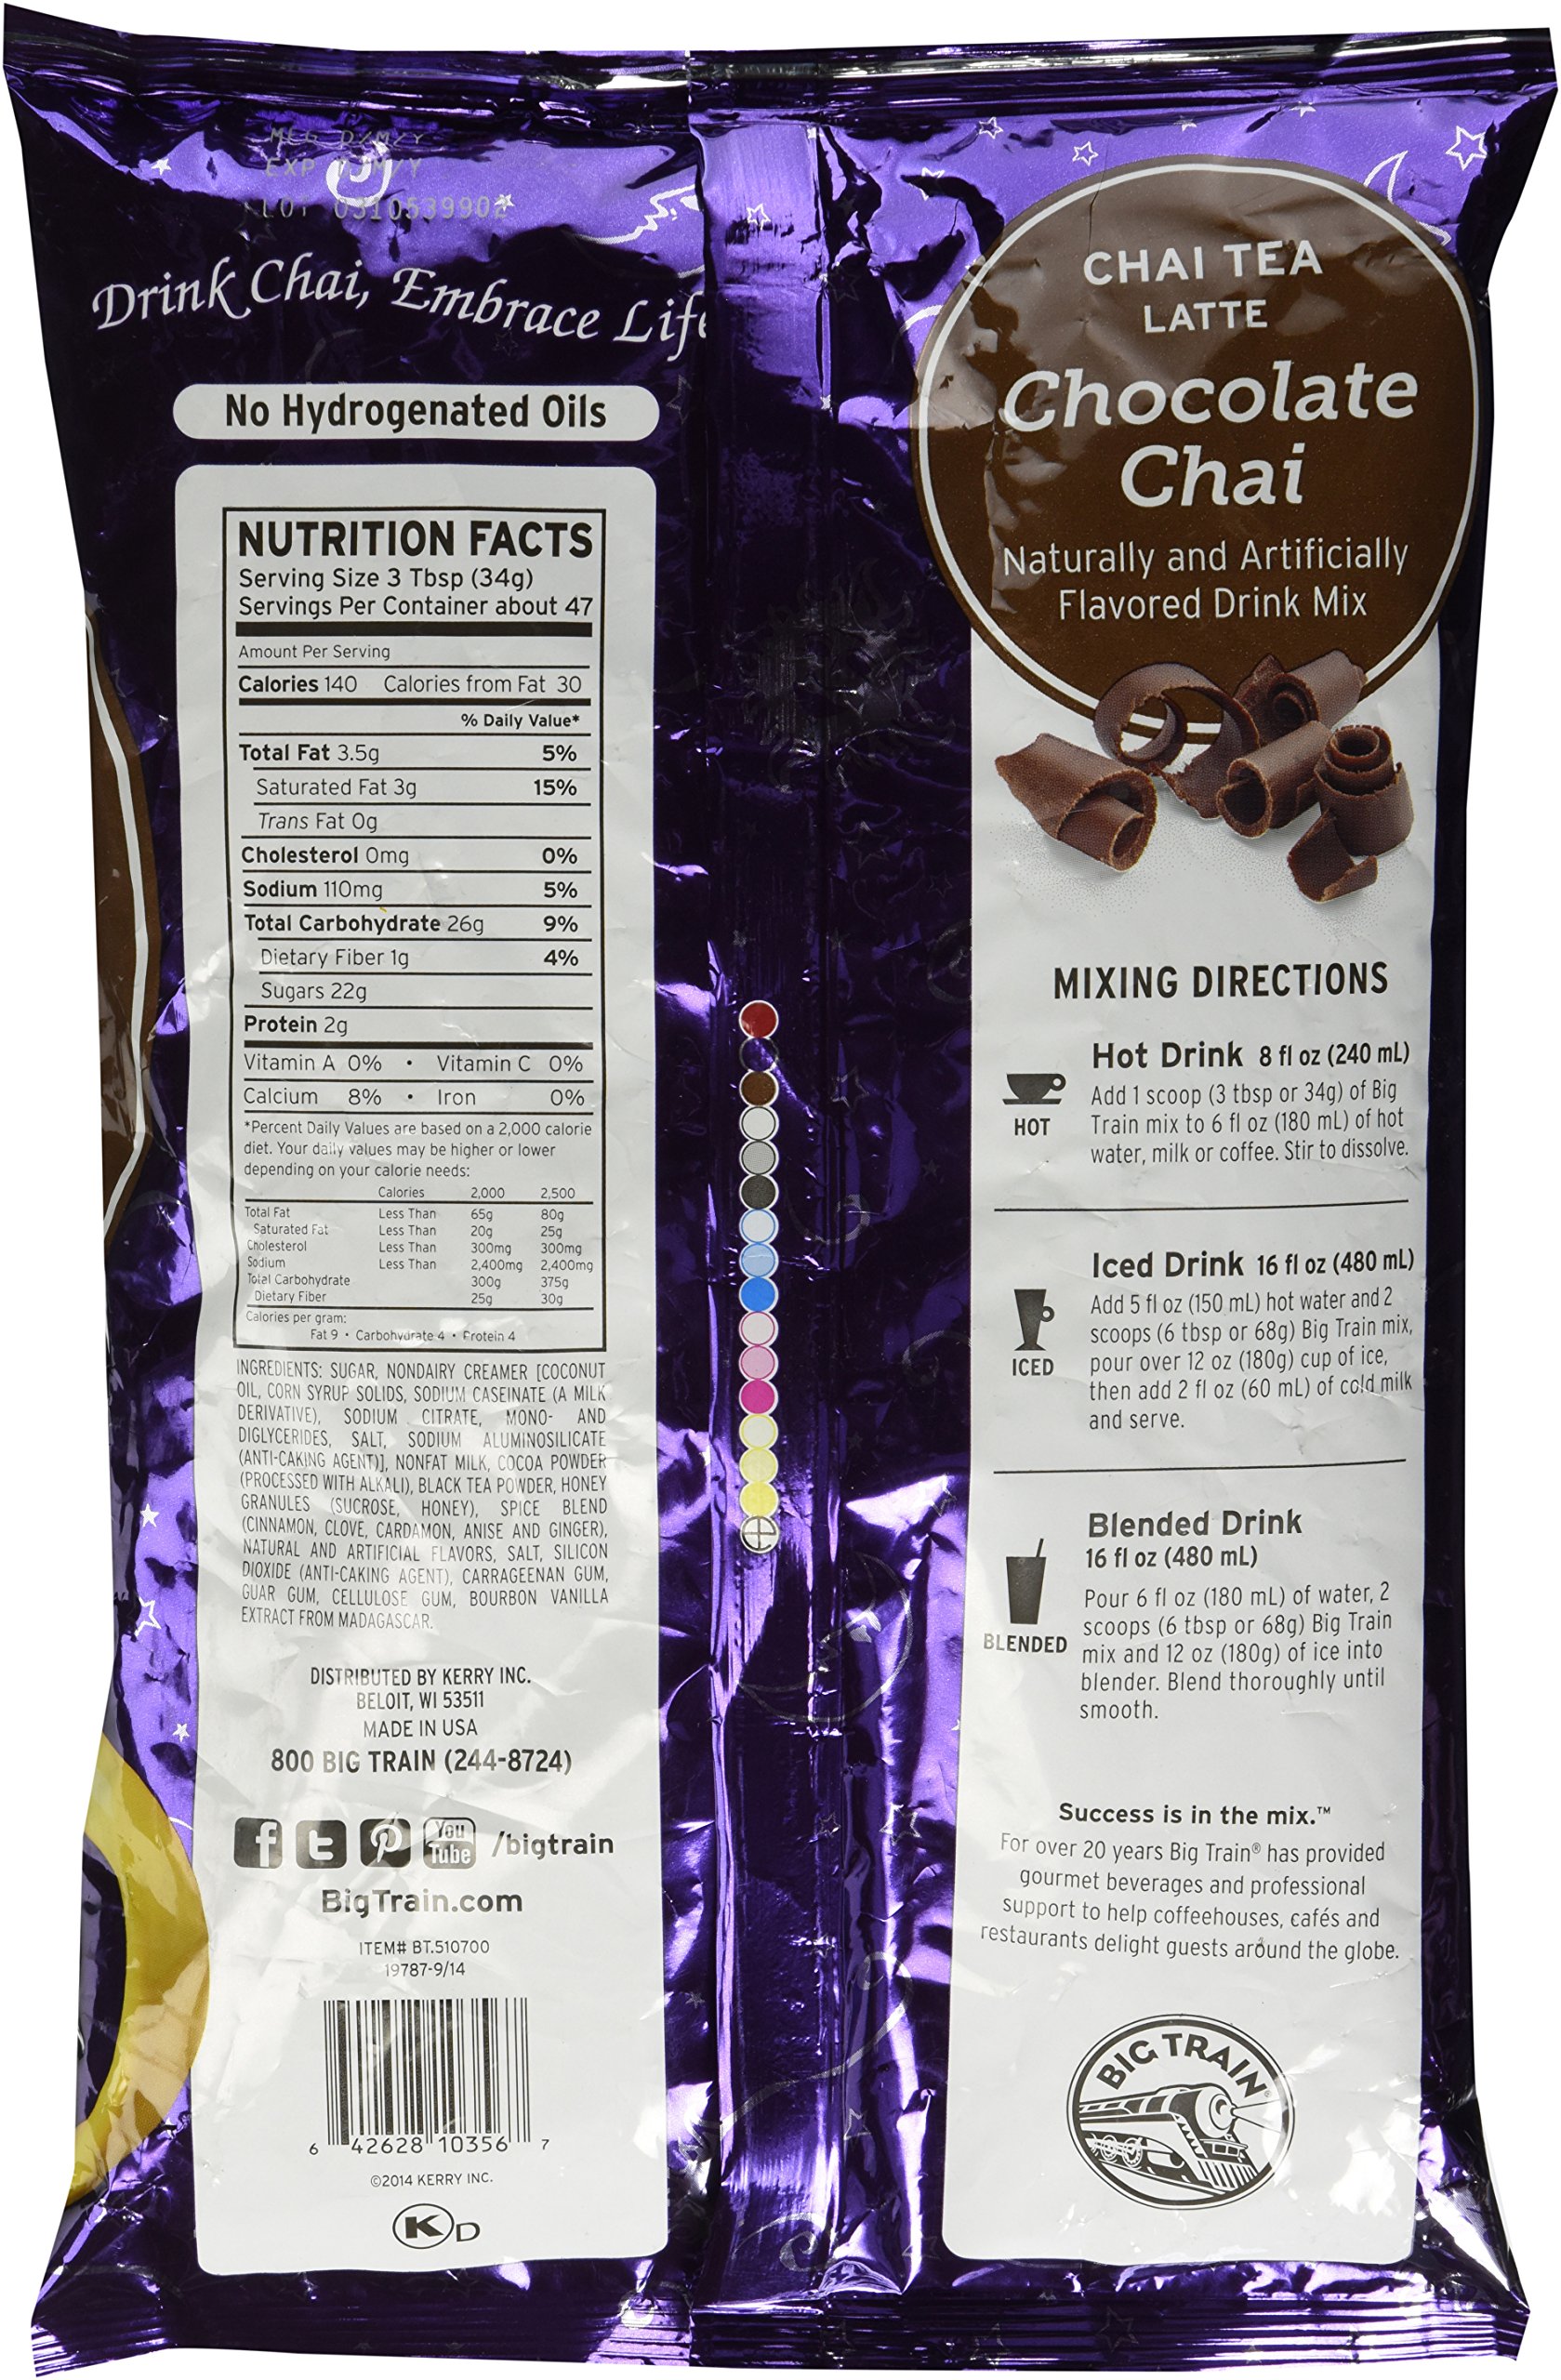 MFG D/M/Y
EXP D/M/Y
LOT 0310539902
Drink Chai, Embrace Life
No Hydrogenated Oils
NUTRITION FACTS
Serving Size 3 Tbsp (34g)
Servings Per Container about 47
Amount Per Serving
Calories 140 Calories from Fat 30
% Daily Value*
Total Fat 3.5g 5%
Saturated Fat 3g 15%
Trans Fat 0g
Cholesterol 0mg 0%
Sodium 110mg 5%
Total Carbohydrate 26g 9%
Dietary Fiber 1g 4%
Sugars 22g
Protein 2g
Vitamin A 0% • Vitamin C 0%
Calcium 8% • Iron 0%
*Percent Daily Values are based on a 2,000 calorie
diet. Your daily values may be higher or lower
depending on your calorie needs:
Calories 2,000 2,500
Total Fat Less Than 65g 80g
Saturated Fat Less Than 20g 25g
Cholesterol Less Than 300mg 300mg
Sodium Less Than 2,400mg 2,400mg
Total Carbohydrate 300g 375g
Dietary Fiber 25g 30g
Calories per gram:
Fat 9 • Carbohydrate 4 • Protein 4
INGREDIENTS: SUGAR, NONDAIRY CREAMER [COCONUT
OIL, CORN SYRUP SOLIDS, SODIUM CASEINATE (A MILK
DERIVATIVE), SODIUM CITRATE, MONO- AND
DIGLYCERIDES, SALT, SODIUM ALUMINOSILICATE
(ANTI-CAKING AGENT)], NONFAT MILK, COCOA POWDER
(PROCESSED WITH ALKALI), BLACK TEA POWDER, HONEY
GRANULES (SUCROSE, HONEY), SPICE BLEND
(CINNAMON, CLOVE, CARDAMON, ANISE AND GINGER),
NATURAL AND ARTIFICIAL FLAVORS, SALT, SILICON
DIOXIDE (ANTI-CAKING AGENT), CARRAGEENAN GUM,
GUAR GUM, CELLULOSE GUM, BOURBON VANILLA
EXTRACT FROM MADAGASCAR.
DISTRIBUTED BY KERRY INC.
BELOIT, WI 53511
MADE IN USA
800 BIG TRAIN (244-8724)
f t P You Tube /bigtrain
BigTrain.com
ITEM# BT.510700
19787-9/14
6 42628 10356 7
©2014 KERRY INC.
K D
CHAI TEA
LATTE
Chocolate
Chai
Naturally and Artificially
Flavored Drink Mix
MIXING DIRECTIONS
HOT
Hot Drink 8 fl oz (240 mL)
Add 1 scoop (3 tbsp or 34g) of Big
Train mix to 6 fl oz (180 mL) of hot
water, milk or coffee. Stir to dissolve.
ICED
Iced Drink 16 fl oz (480 mL)
Add 5 fl oz (150 mL) hot water and 2
scoops (6 tbsp or 68g) Big Train mix,
pour over 12 oz (180g) cup of ice,
then add 2 fl oz (60 mL) of cold milk
and serve.
BLENDED
Blended Drink
16 fl oz (480 mL)
Pour 6 fl oz (180 mL) of water, 2
scoops (6 tbsp or 68g) Big Train
mix and 12 oz (180g) of ice into
blender. Blend thoroughly until
smooth.
Success is in the mix.™
For over 20 years Big Train® has provided
gourmet beverages and professional
support to help coffeehouses, cafés and
restaurants delight guests around the globe.
BIG TRAIN®